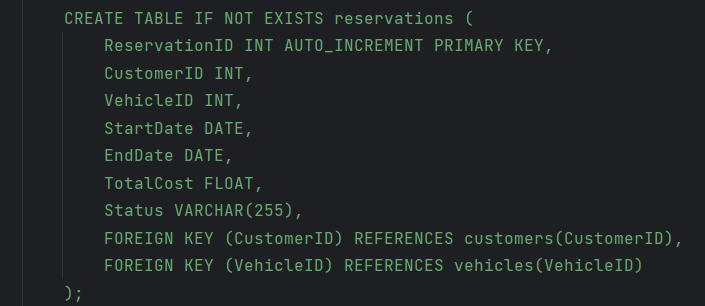 CREATE TABLE IF NOT EXISTS reservations (
ReservationID INT AUTO_INCREMENT PRIMARY KEY,
CustomerID INT,
VehicleID INT,
StartDate DATE,
EndDate DATE,
TotalCost FLOAT,
Status VARCHAR(255),
FOREIGN KEY (CustomerID) REFERENCES customers(CustomerID),
FOREIGN KEY (VehicleID) REFERENCES vehicles(VehicleID)
);